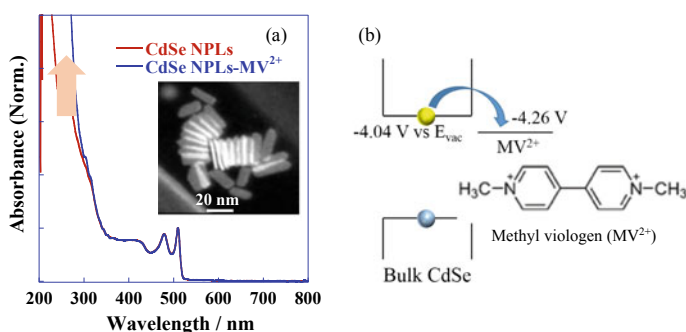 (a)
CdSe NPLs
CdSe NPLs-MV²⁺
20 nm
Absorbance (Norm.)
200 300 400 500 600 700 800
Wavelength / nm
(b)
-4.04 V vs Eᵥₐc
-4.26 V
MV²⁺
H₃C-N⁺
N⁺-CH₃
Methyl viologen (MV²⁺)
Bulk CdSe